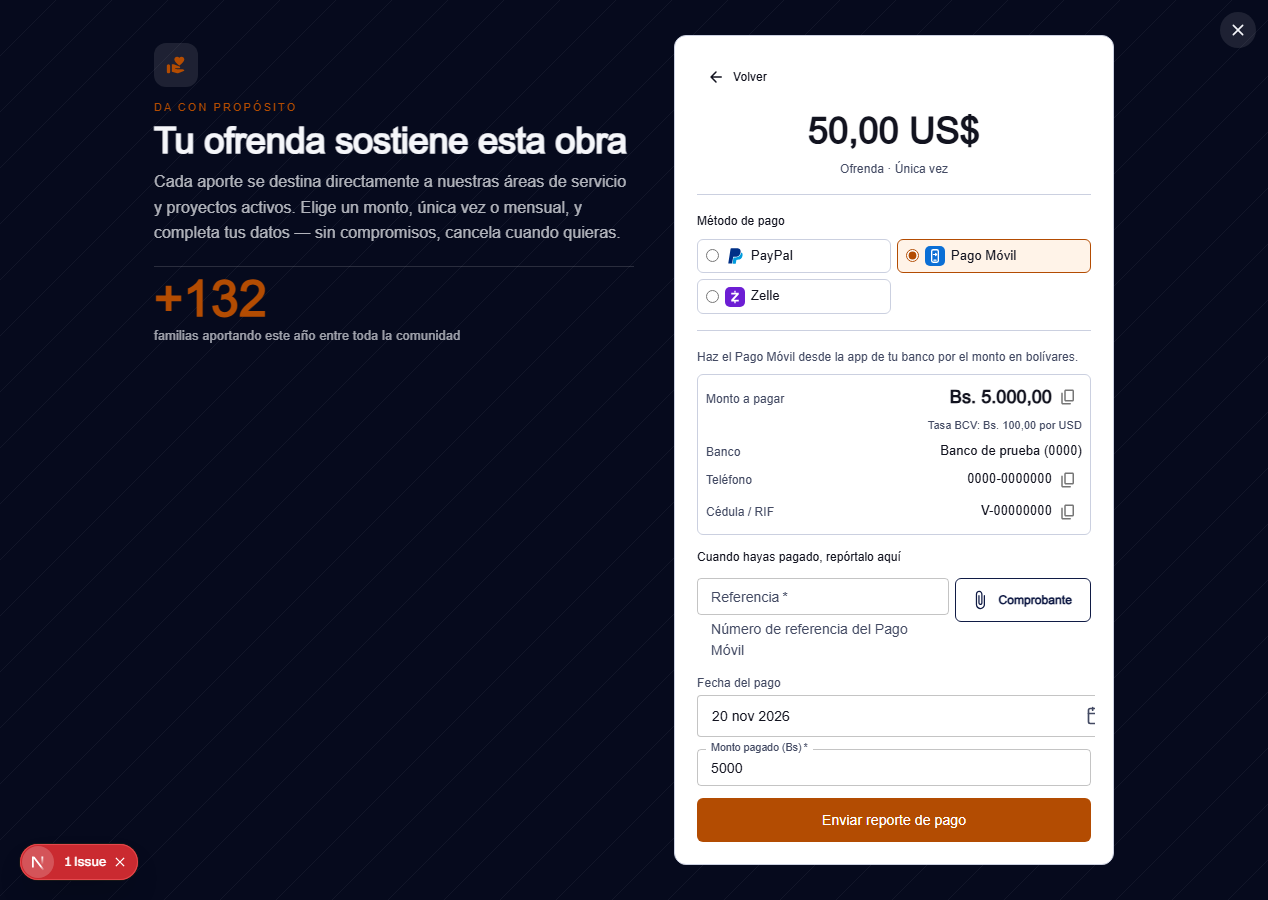 DA CON PROPÓSITO
Tu ofrenda sostiene esta obra
Cada aporte se destina directamente a nuestras áreas de servicio
y proyectos activos. Elige un monto, única vez o mensual, y
completa tus datos — sin compromisos, cancela cuando quieras.
+132
familias aportando este año entre toda la comunidad
Volver
50,00 US$
Ofrenda · Única vez
Método de pago
PayPal
Pago Móvil
Zelle
Haz el Pago Móvil desde la app de tu banco por el monto en bolívares.
Monto a pagar
Bs. 5.000,00
Tasa BCV: Bs. 100,00 por USD
Banco
Banco de prueba (0000)
Teléfono
0000-0000000
Cédula / RIF
V-00000000
Cuando hayas pagado, repórtalo aquí
Referencia *
Comprobante
Número de referencia del Pago
Móvil
Fecha del pago
20 nov 2026
Monto pagado (Bs) *
5000
Enviar reporte de pago
N
1 Issue